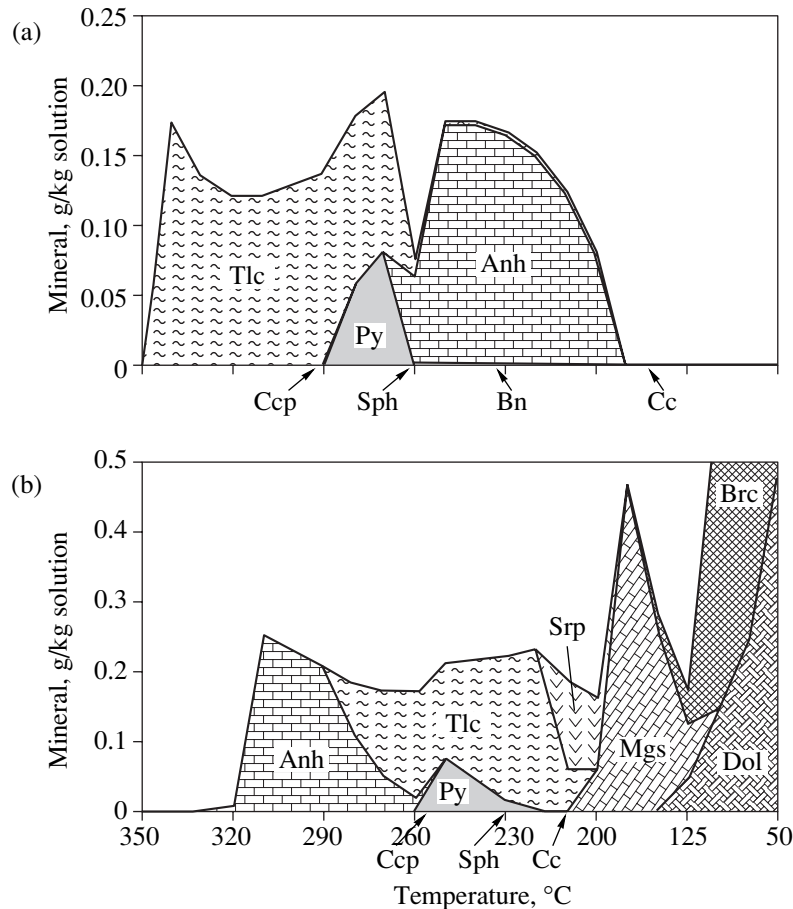 (a)
0.25
0.20
0.15
0.10
0.05
0
Mineral, g/kg solution
Tlc
Py
Anh
Ccp
Sph
Bn
Cc
(b)
0.5
0.4
0.3
0.2
0.1
0
Mineral, g/kg solution
Brc
Srp
Tlc
Anh
Mgs
Dol
Py
350 320 290 260 230 200 125 50
Ccp
Sph
Cc
Temperature, °C